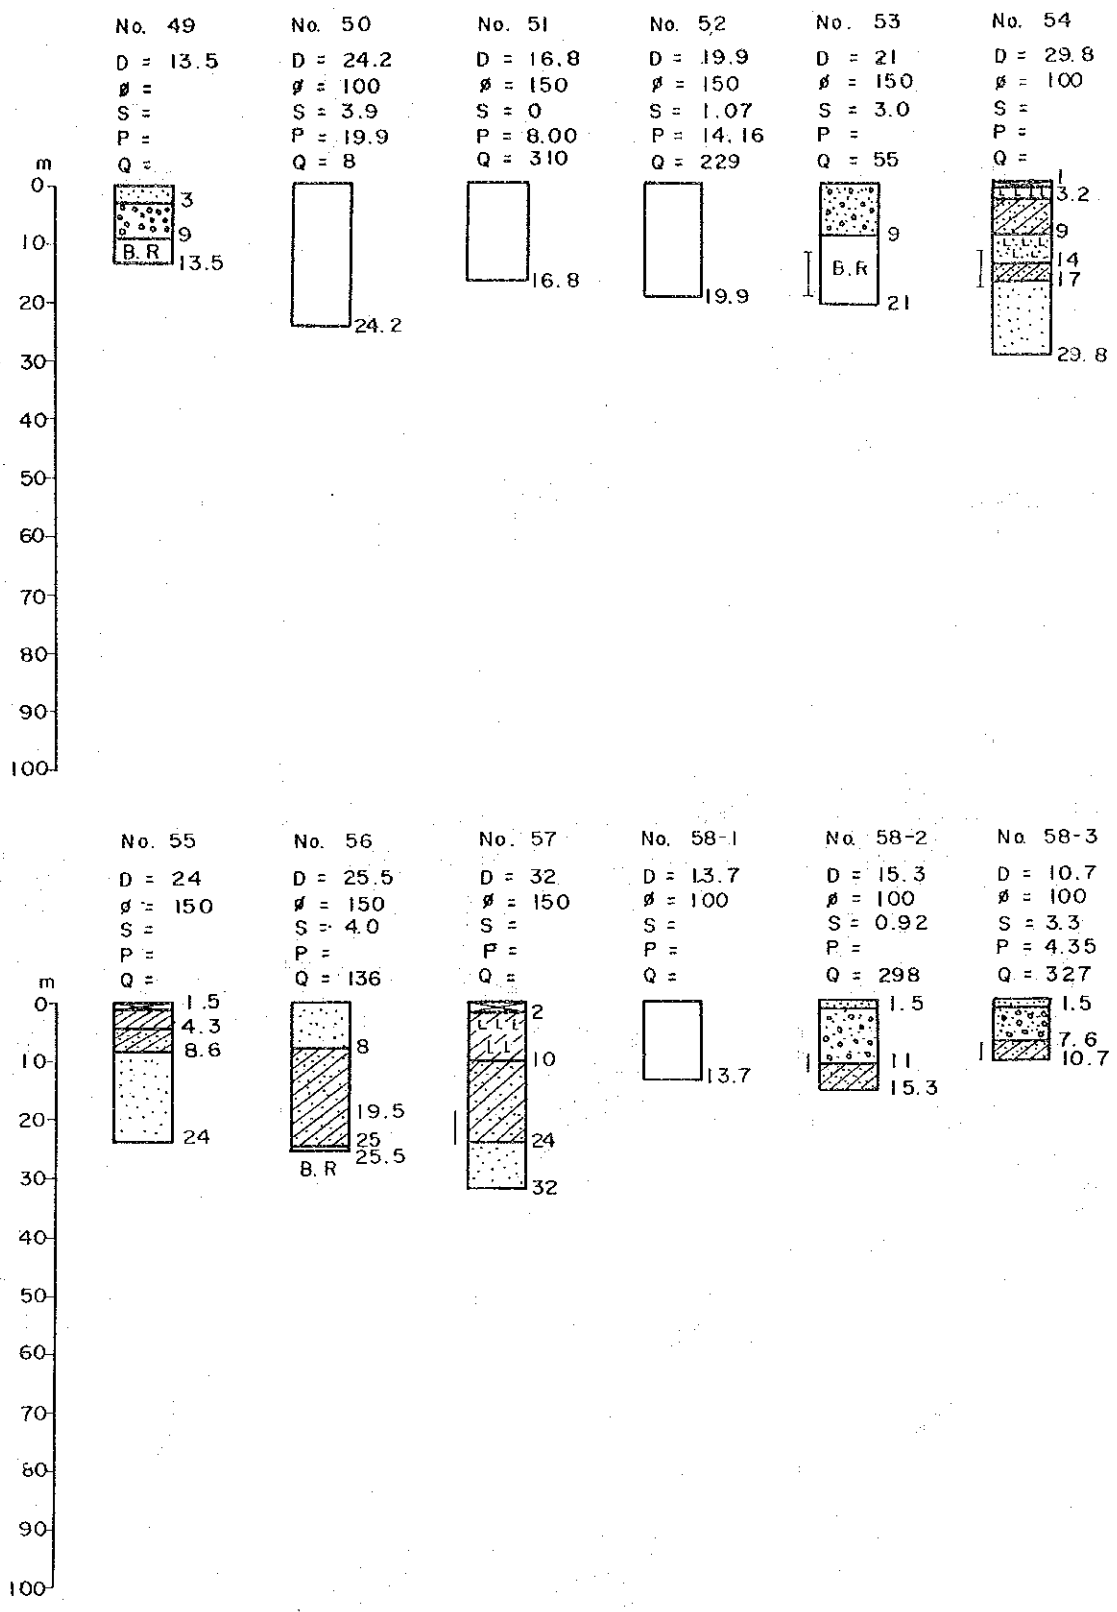 No. 49 No. 50 No. 51 No. 52 No. 53 No. 54
D = 13.5 D = 24.2 D = 16.8 D = 19.9 D = 21 D = 29.8
ø = ø = 100 ø = 150 ø = 150 ø = 150 ø = 100
S = S = 3.9 S = 0 S = 1.07 S = 3.0 S =
P = P = 19.9 P = 8.00 P = 14.16 P = P =
m Q = Q = 8 Q = 310 Q = 229 Q = 55 Q =
0 1
3 3.2
9 9 9
10 B.R 13.5 B.R 14
17
20 16.8 19.9 21
24.2
30 29.8
40
50
60
70
80
90
100
No. 55 No. 56 No. 57 No. 58-1 No. 58-2 No. 58-3
D = 24 D = 25.5 D = 32 D = 13.7 D = 15.3 D = 10.7
ø = 150 ø = 150 ø = 150 ø = 100 ø = 100 ø = 100
S = S = 4.0 S = S = S = 0.92 S = 3.3
P = P = P = P = P = P = 4.35
m Q = Q = 136 Q = Q = Q = 298 Q = 327
0 1.5 2 1.5 1.5
4.3 L L L
8.6 8 L L 7.6
10 10 13.7 11 10.7
15.3
20 19.5
24 25 24
25.5
30 B.R 32
40
50
60
70
80
90
100